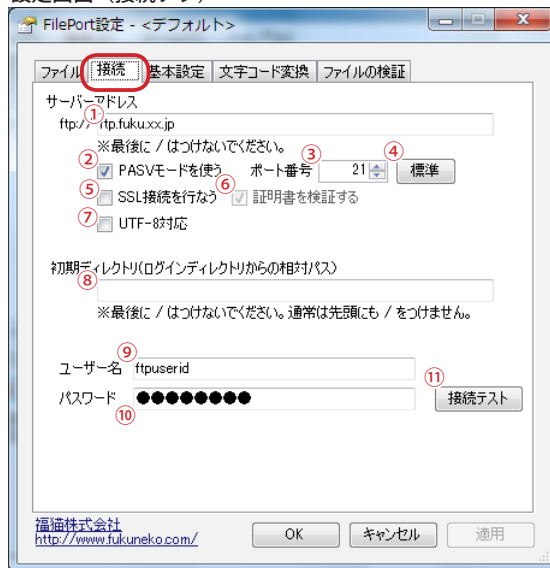 FilePort設定 - <デフォルト>
ファイル 接続 基本設定 文字コード変換 ファイルの検証
サーバーアドレス
①
ftp:// ftp.fuku.xx.jp
※最後に / はつけないでください。
② PASVモードを使う ポート番号 ③ 21 ④ 標準
⑤ SSL接続を行なう ⑥ 証明書を検証する
⑦ UTF-8対応
初期ディレクトリ(ログインディレクトリからの相対パス)
⑧
※最後に / はつけないでください。通常は先頭にも / をつけません。
⑨
ユーザー名 ftpuserid
⑪
パスワード ●●●●●●●● 接続テスト
⑩
福猫株式会社
http://www.fukuneko.com/ OK キャンセル 適用